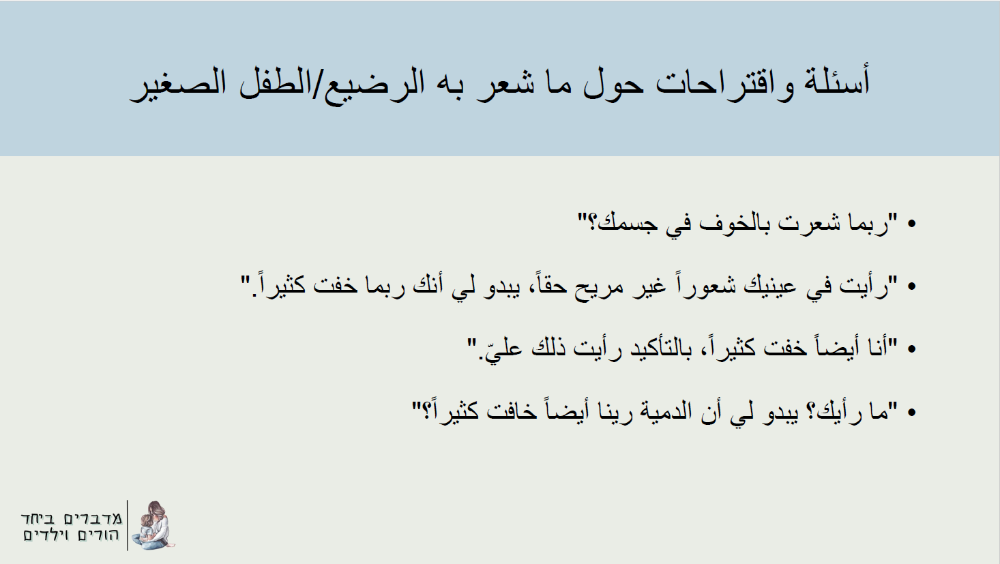 أسئلة واقتراحات حول ما شعر به الرضيع/الطفل الصغير
• "ربما شعرت بالخوف في جسمك؟"
• "رأيت في عينيك شعوراً غير مريح حقاً، يبدو لي أنك ربما خفت كثيراً."
• "أنا أيضاً خفت كثيراً، بالتأكيد رأيت ذلك عليّ."
• "ما رأيك؟ يبدو لي أن الدمية رينا أيضاً خافت كثيراً؟"
מדברים ביחד
הורים וילדים